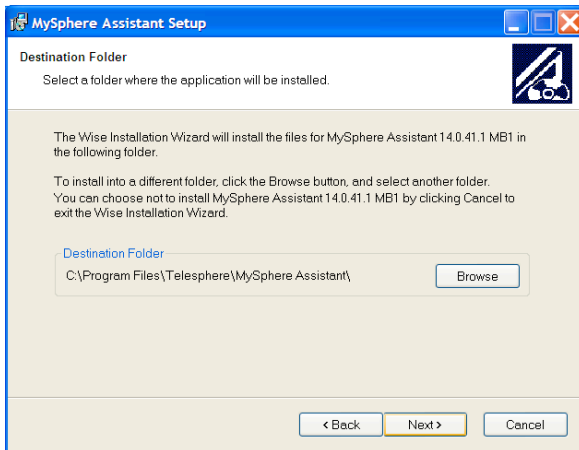 MySphere Assistant Setup
Destination Folder
Select a folder where the application will be installed.
The Wise Installation Wizard will install the files for MySphere Assistant 14.0.41.1 MB1 in
the following folder.
To install into a different folder, click the Browse button, and select another folder.
You can choose not to install MySphere Assistant 14.0.41.1 MB1 by clicking Cancel to
exit the Wise Installation Wizard.
Destination Folder
C:\Program Files\Telesphere\MySphere Assistant\
Browse
< Back
Next >
Cancel